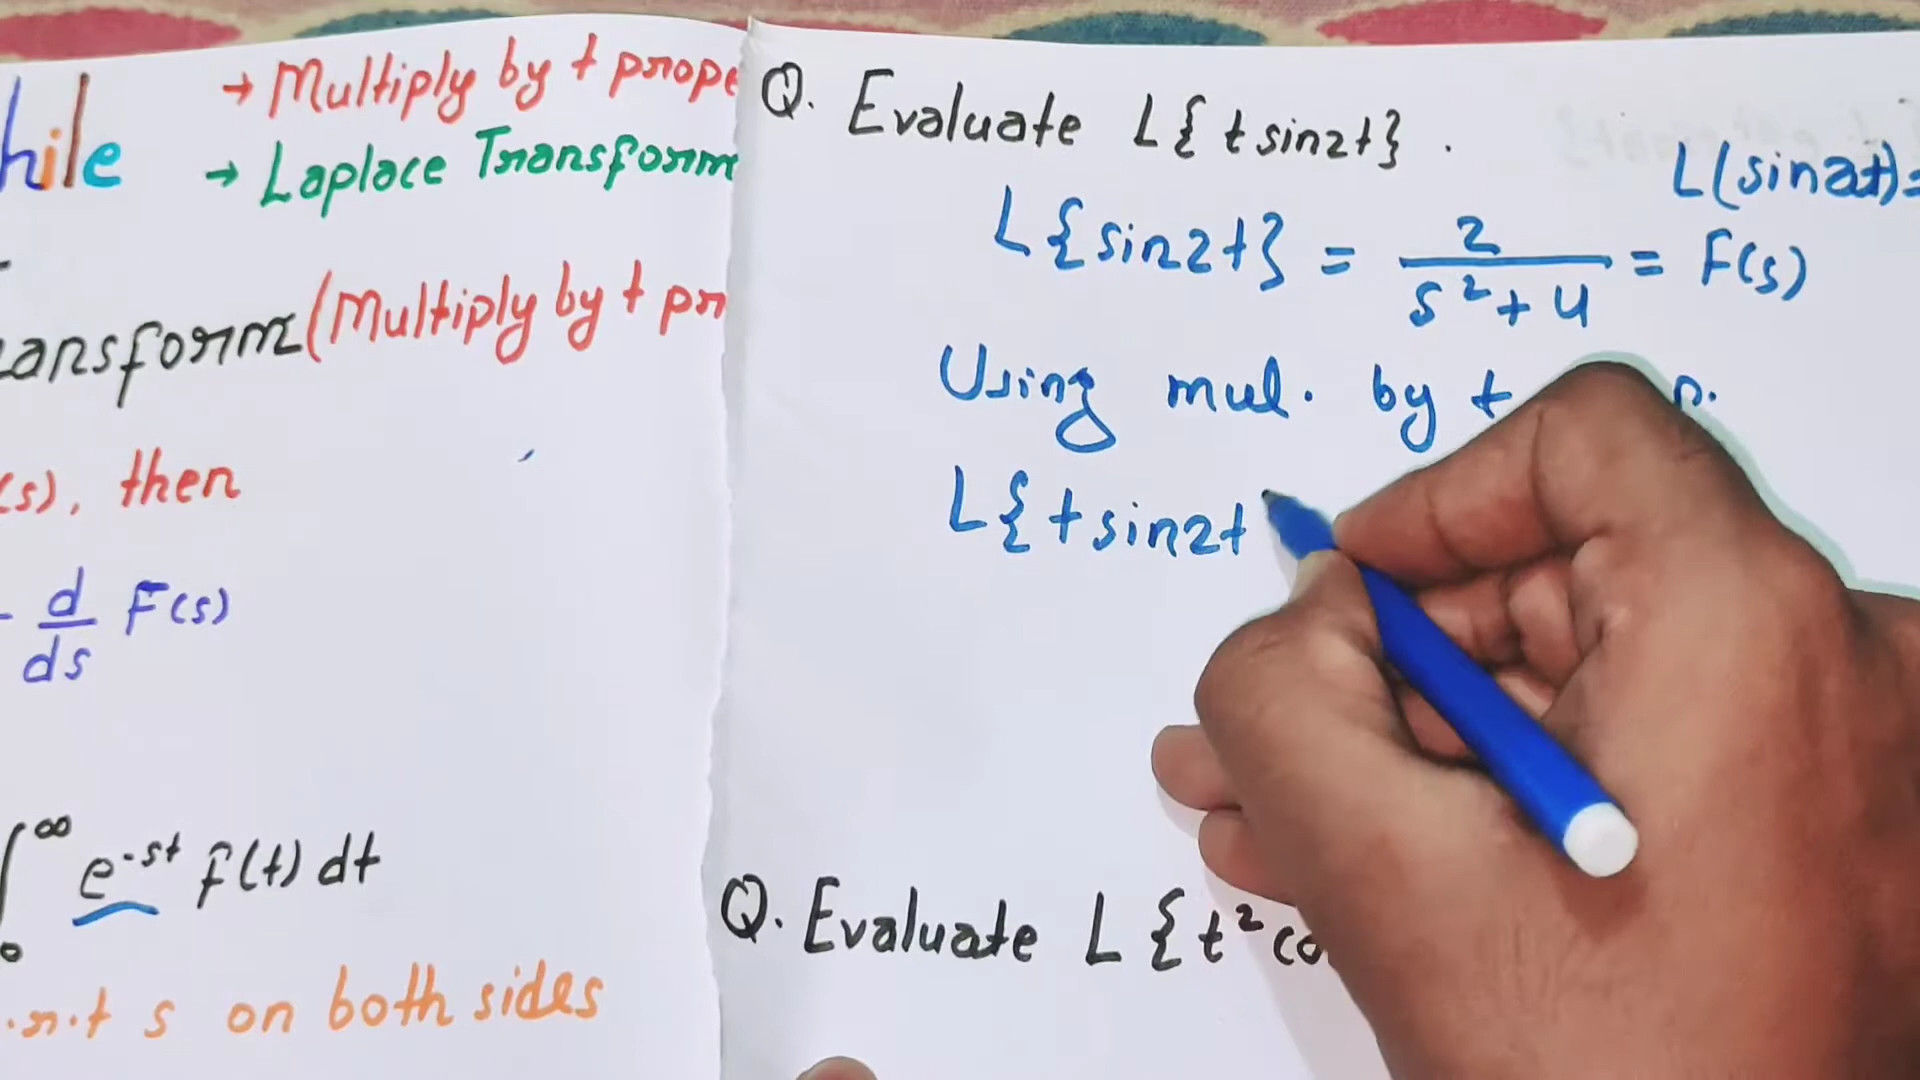 hile
→ Multiply by t prope
→ Laplace Transform
ansform (Multiply by t pr
(s), then
- d/ds F(s)
∫₀^∞ e^-st f(t) dt
.r.t s on both sides
Q. Evaluate L{t sin2t}.
L(sinat)=
L{sin2t} = 2/(s²+4) = F(s)
Using mul. by t p.
L{t sin2t
Q. Evaluate L{t² co